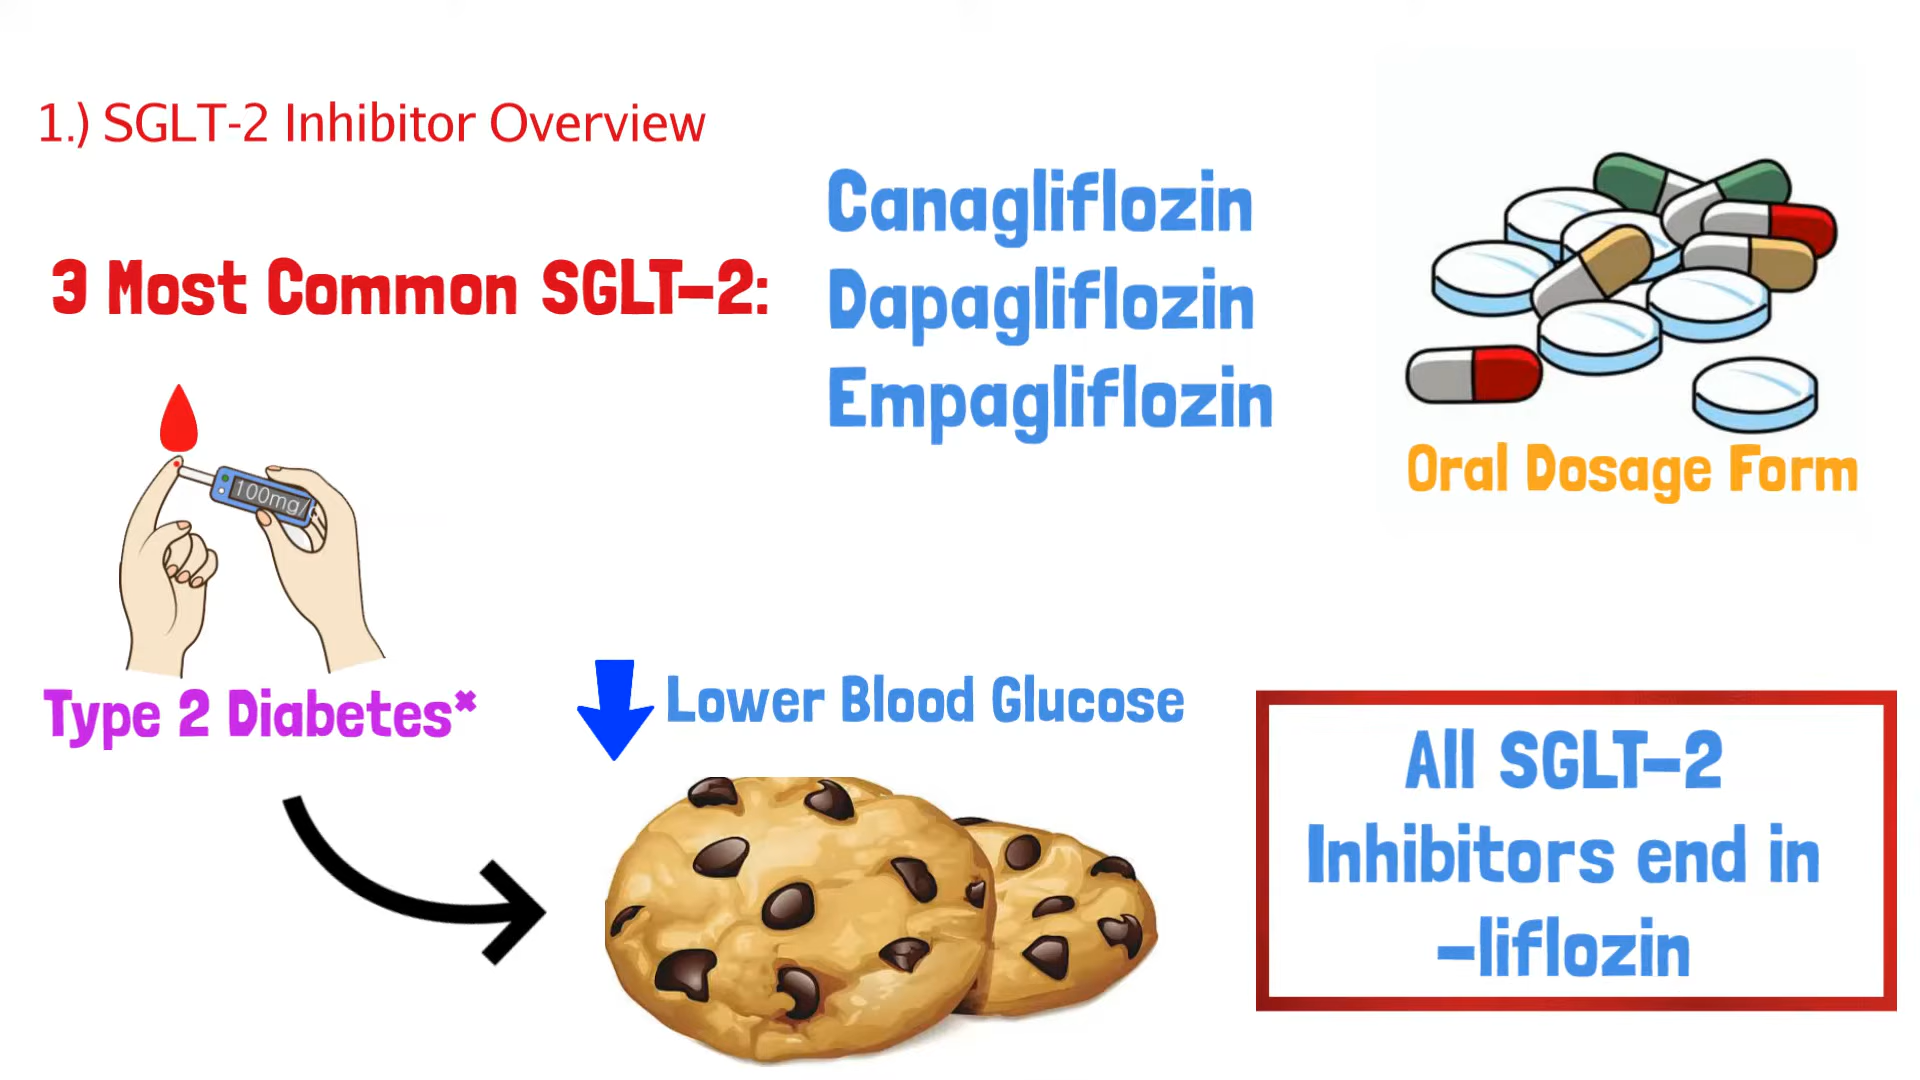 1.) SGLT-2 Inhibitor Overview
3 Most Common SGLT-2:
Canagliflozin
Dapagliflozin
Empagliflozin
Oral Dosage Form
100mg/
Type 2 Diabetes*
Lower Blood Glucose
All SGLT-2
Inhibitors end in
-liflozin